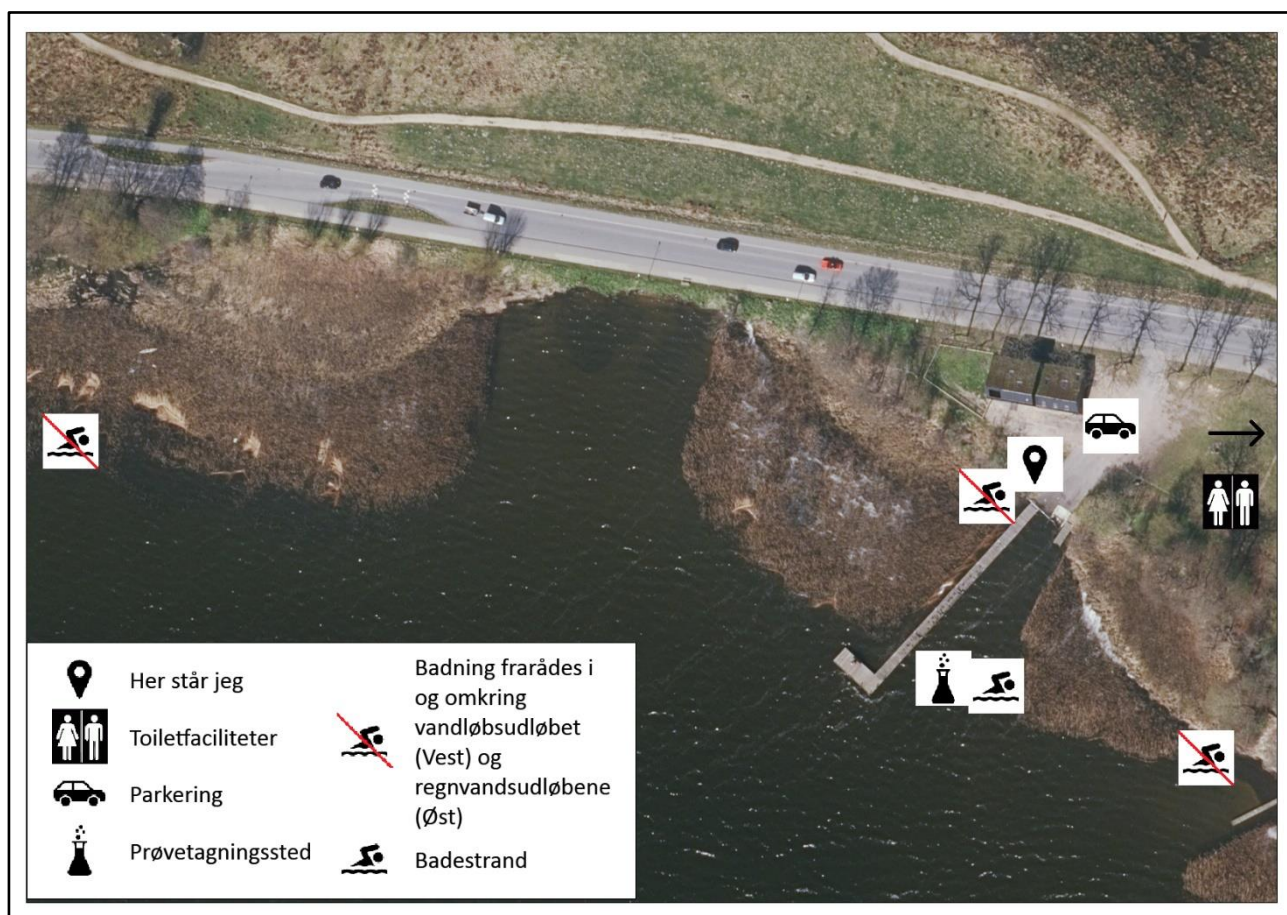 Her står jeg
Toiletfaciliteter
Parkering
Prøvetagningssted
Badning frarådes i
og omkring
vandløbsudløbet
(Vest) og
regnvandsudløbene
(Øst)
Badestrand